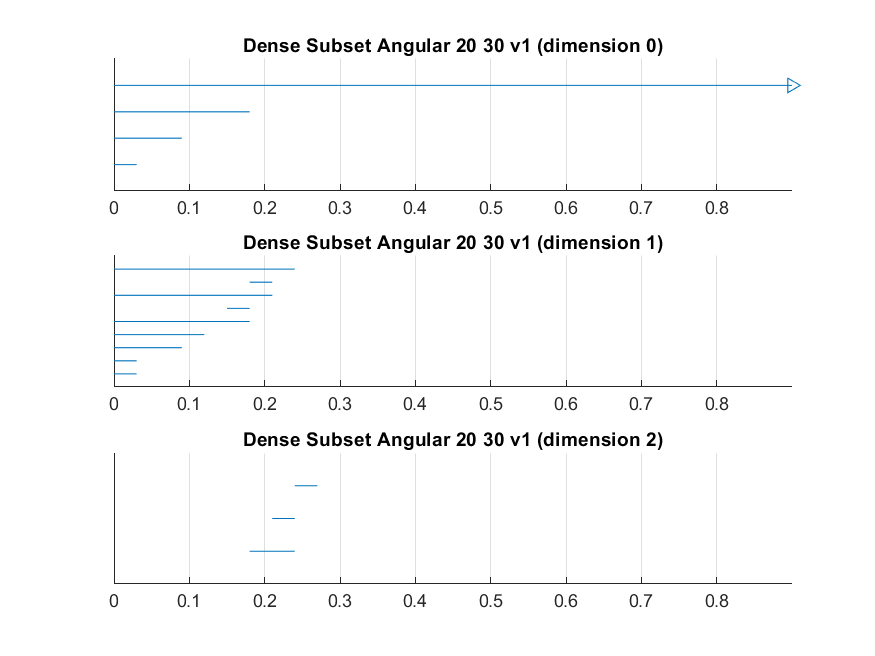 Dense Subset Angular 20 30 v1 (dimension 0)
0 0.1 0.2 0.3 0.4 0.5 0.6 0.7 0.8
Dense Subset Angular 20 30 v1 (dimension 1)
0 0.1 0.2 0.3 0.4 0.5 0.6 0.7 0.8
Dense Subset Angular 20 30 v1 (dimension 2)
0 0.1 0.2 0.3 0.4 0.5 0.6 0.7 0.8